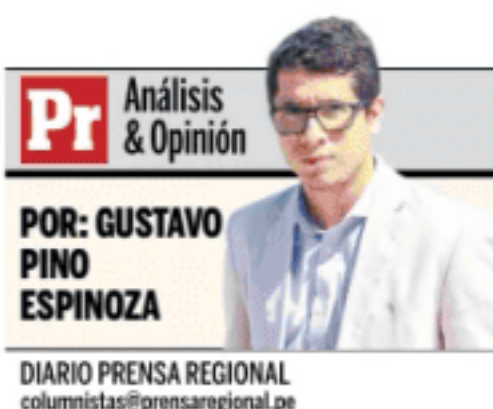 Pr
Análisis
& Opinión
POR: GUSTAVO
PINO
ESPINOZA
DIARIO PRENSA REGIONAL
columnistas@prensaregional.pe